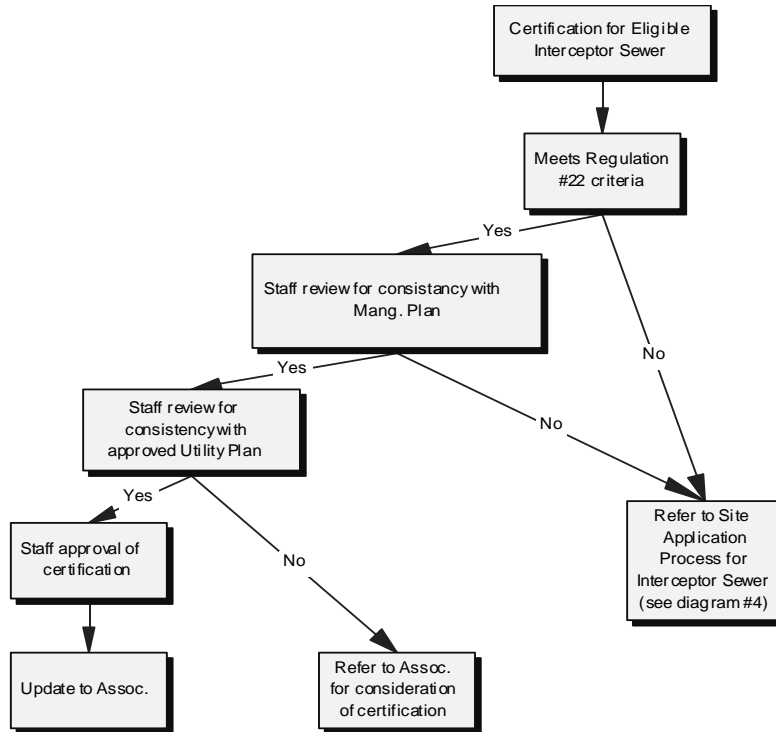 Certification for Eligible
Interceptor Sewer
Meets Regulation
#22 criteria
Yes
Staff review for consistancy with
Mang. Plan
No
Yes
Staff review for
consistency with
approved Utility Plan
No
Yes
Refer to Site
Application
Process for
Interceptor Sewer
(see diagram #4)
Staff approval of
certification
No
Update to Assoc.
Refer to Assoc.
for consideration
of certification